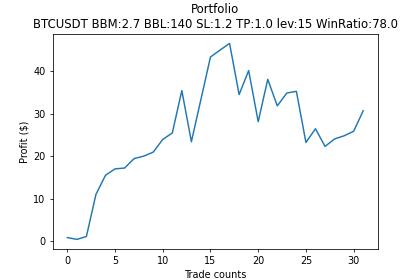 Portfolio
BTCUSDT BBM:2.7 BBL:140 SL:1.2 TP:1.0 lev:15 WinRatio:78.0
Profit ($)
40
30
20
10
0
0 5 10 15 20 25 30
Trade counts